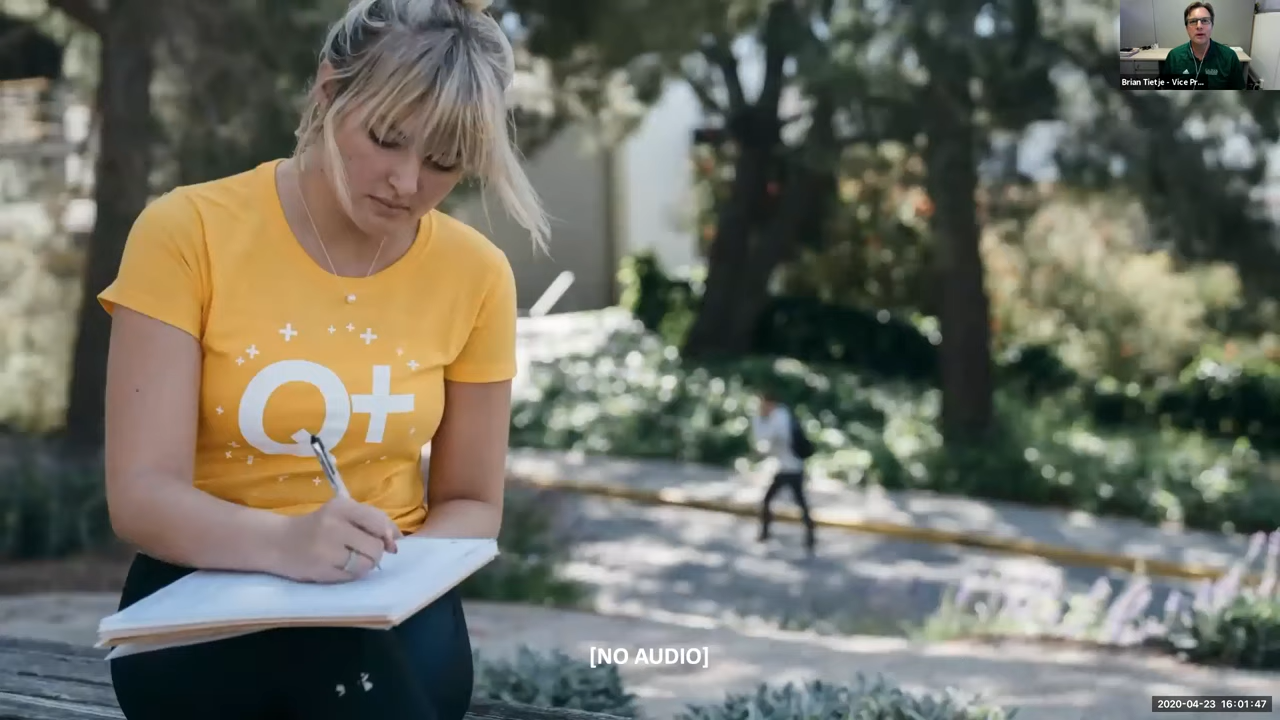 Brian Tietje - Vice Pr...
Q+
[NO AUDIO]
2020-04-23 16:01:47